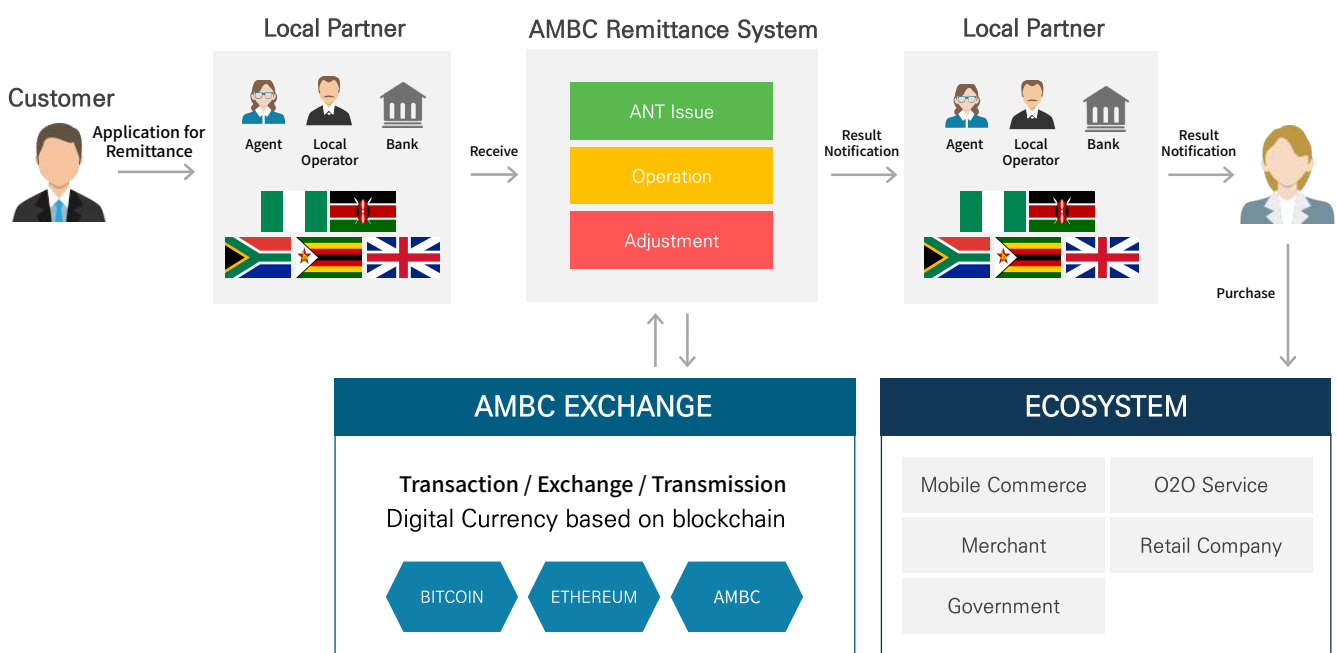 Local Partner
AMBC Remittance System
Local Partner
Customer
Application for
Remittance
Agent
Local
Operator
Bank
Receive
ANT Issue
Operation
Adjustment
Result
Notification
Agent
Local
Operator
Bank
Result
Notification
Purchase
AMBC EXCHANGE
Transaction / Exchange / Transmission
Digital Currency based on blockchain
BITCOIN
ETHEREUM
AMBC
ECOSYSTEM
Mobile Commerce
O2O Service
Merchant
Retail Company
Government